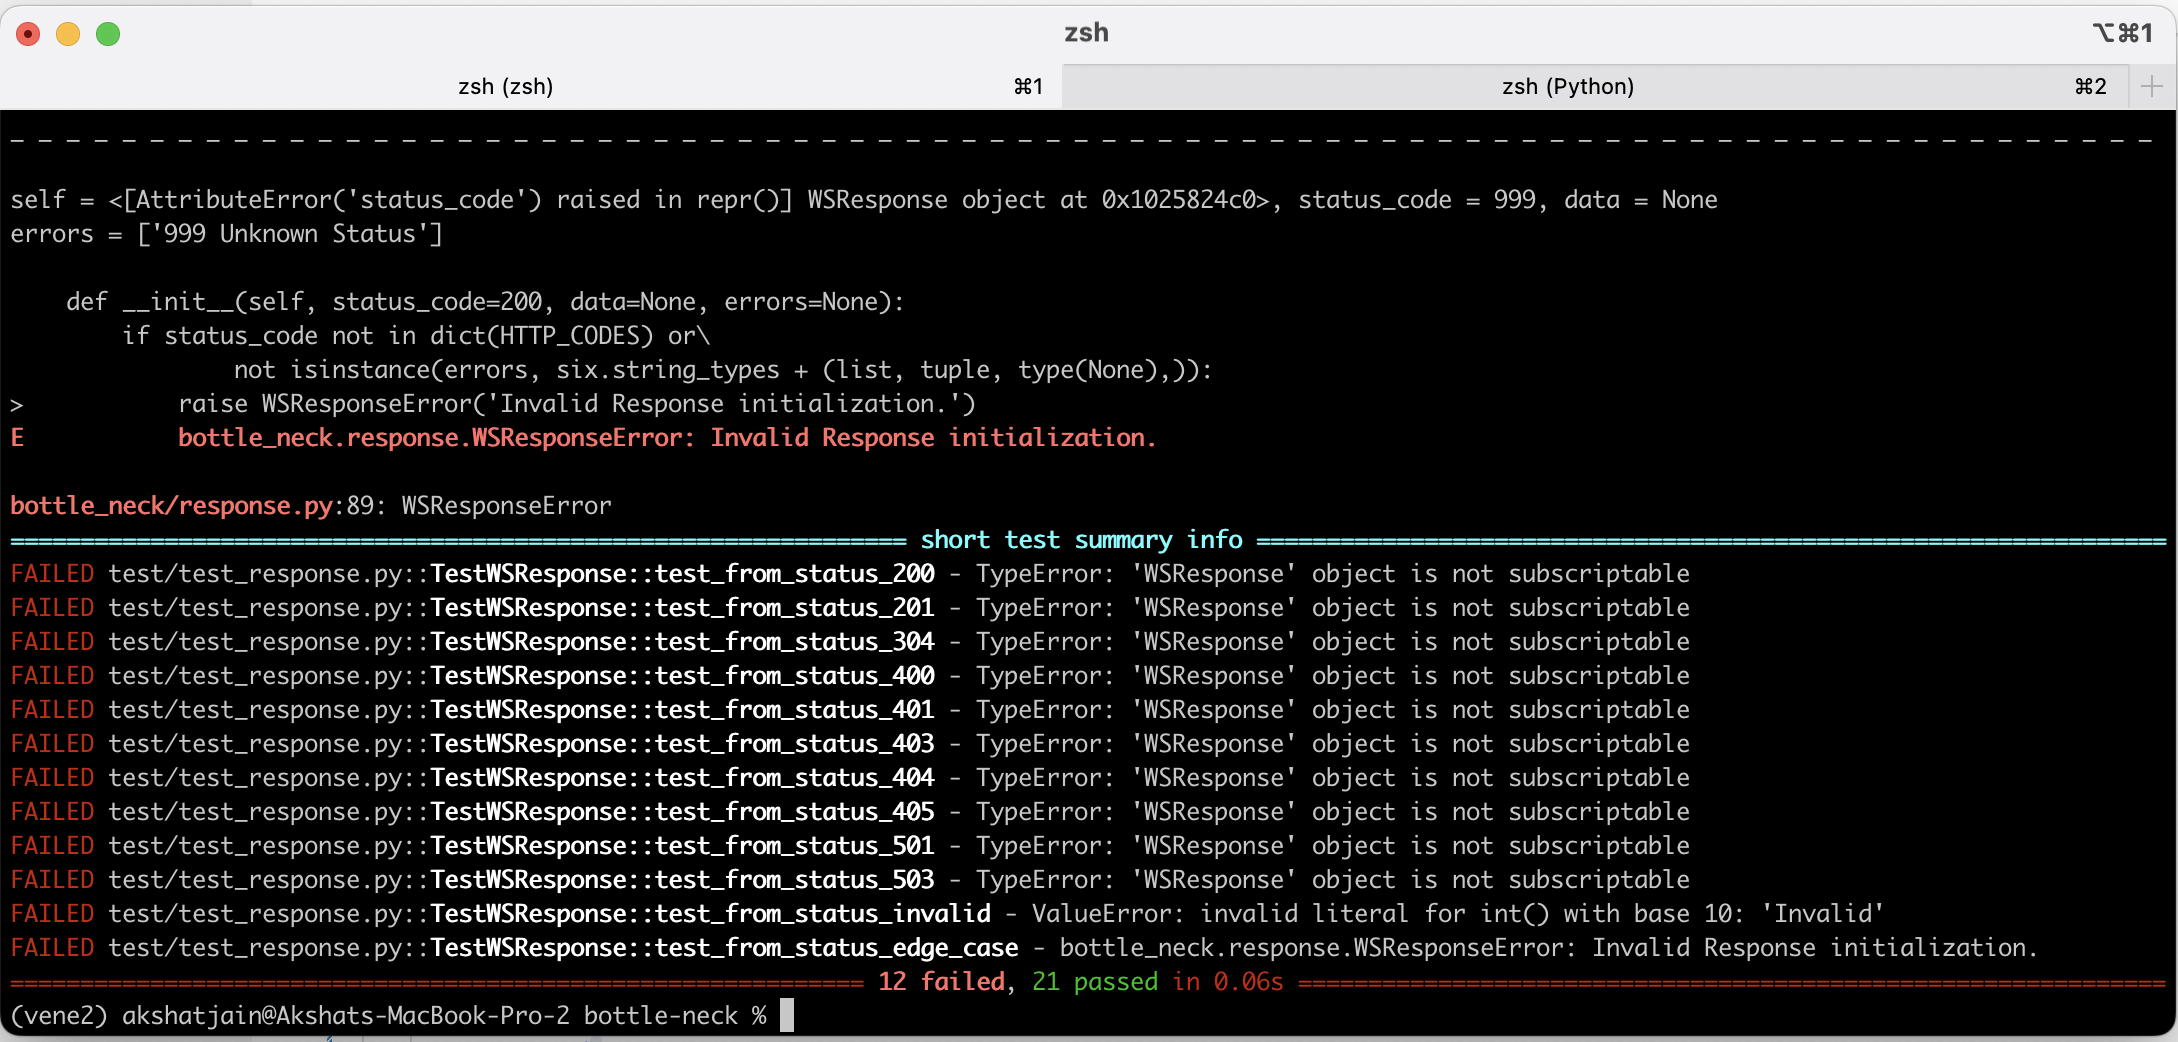 zsh
⌥⌘1
zsh (zsh) ⌘1 zsh (Python) ⌘2 +
_ _ _ _ _ _ _ _ _ _ _ _ _ _ _ _ _ _ _ _ _ _ _ _ _ _ _ _ _ _ _ _ _ _ _ _ _ _ _ _ _ _ _ _ _ _ _ _ _ _ _ _ _ _ _ _ _ _ _ _ _ _ _ _ _ _ _ _ _ _ _ _ _ _ _ _ _
self = <[AttributeError('status_code') raised in repr()] WSResponse object at 0x1025824c0>, status_code = 999, data = None
errors = ['999 Unknown Status']
    def __init__(self, status_code=200, data=None, errors=None):
        if status_code not in dict(HTTP_CODES) or\
                not isinstance(errors, six.string_types + (list, tuple, type(None),)):
>           raise WSResponseError('Invalid Response initialization.')
E           bottle_neck.response.WSResponseError: Invalid Response initialization.
bottle_neck/response.py:89: WSResponseError
================================================================ short test summary info =================================================================
FAILED test/test_response.py::TestWSResponse::test_from_status_200 - TypeError: 'WSResponse' object is not subscriptable
FAILED test/test_response.py::TestWSResponse::test_from_status_201 - TypeError: 'WSResponse' object is not subscriptable
FAILED test/test_response.py::TestWSResponse::test_from_status_304 - TypeError: 'WSResponse' object is not subscriptable
FAILED test/test_response.py::TestWSResponse::test_from_status_400 - TypeError: 'WSResponse' object is not subscriptable
FAILED test/test_response.py::TestWSResponse::test_from_status_401 - TypeError: 'WSResponse' object is not subscriptable
FAILED test/test_response.py::TestWSResponse::test_from_status_403 - TypeError: 'WSResponse' object is not subscriptable
FAILED test/test_response.py::TestWSResponse::test_from_status_404 - TypeError: 'WSResponse' object is not subscriptable
FAILED test/test_response.py::TestWSResponse::test_from_status_405 - TypeError: 'WSResponse' object is not subscriptable
FAILED test/test_response.py::TestWSResponse::test_from_status_501 - TypeError: 'WSResponse' object is not subscriptable
FAILED test/test_response.py::TestWSResponse::test_from_status_503 - TypeError: 'WSResponse' object is not subscriptable
FAILED test/test_response.py::TestWSResponse::test_from_status_invalid - ValueError: invalid literal for int() with base 10: 'Invalid'
FAILED test/test_response.py::TestWSResponse::test_from_status_edge_case - bottle_neck.response.WSResponseError: Invalid Response initialization.
============================================================= 12 failed, 21 passed in 0.06s ==============================================================
(vene2) akshatjain@Akshats-MacBook-Pro-2 bottle-neck %